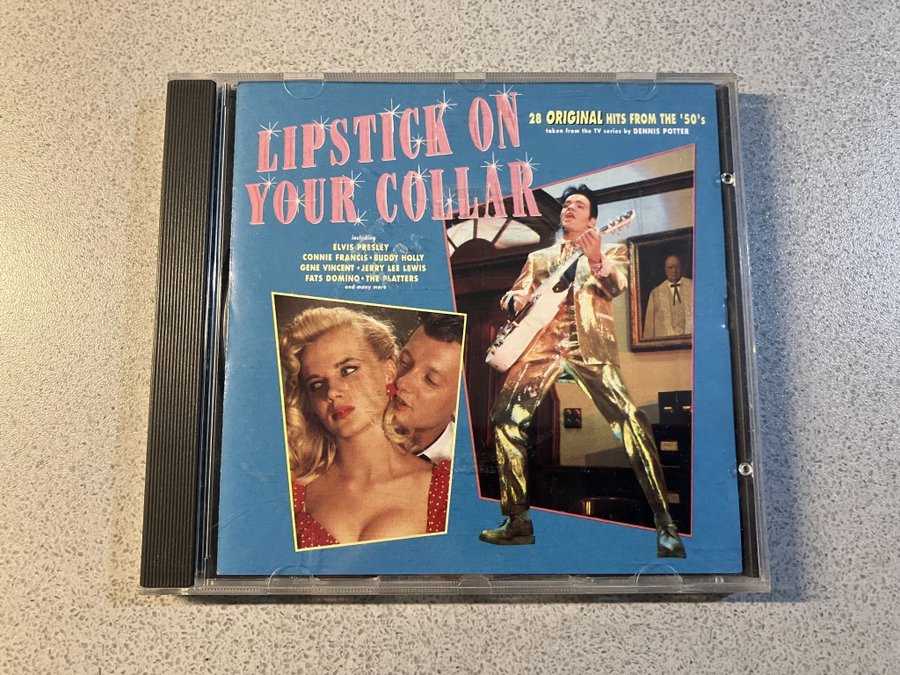 LIPSTICK ON
YOUR COLLAR
28 ORIGINAL HITS FROM THE '50's
taken from the TV series by DENNIS POTTER
including
ELVIS PRESLEY
CONNIE FRANCIS • BUDDY HOLLY
GENE VINCENT • JERRY LEE LEWIS
FATS DOMINO • THE PLATTERS
and many more